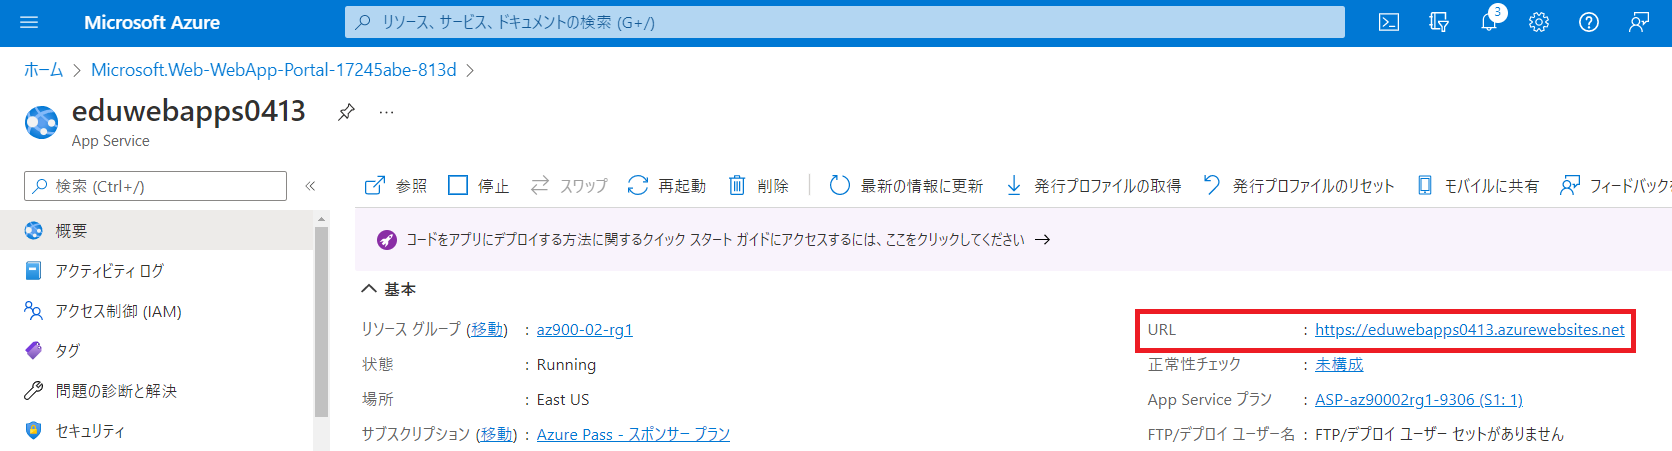 Microsoft Azure
リソース、サービス、ドキュメントの検索 (G+/)
3
ホーム > Microsoft.Web-WebApp-Portal-17245abe-813d >
eduwebapps0413
App Service
検索 (Ctrl+/)
概要
アクティビティ ログ
アクセス制御 (IAM)
タグ
問題の診断と解決
セキュリティ
参照 停止 スワップ 再起動 削除 最新の情報に更新 発行プロファイルの取得 発行プロファイルのリセット モバイルに共有 フィードバックを
コードをアプリにデプロイする方法に関するクイック スタート ガイドにアクセスするには、ここをクリックしてください →
基本
リソース グループ (移動) : az900-02-rg1
状態 : Running
場所 : East US
サブスクリプション (移動) : Azure Pass - スポンサー プラン
URL : https://eduwebapps0413.azurewebsites.net
正常性チェック : 未構成
App Service プラン : ASP-az90002rg1-9306 (S1: 1)
FTP/デプロイ ユーザー名 : FTP/デプロイ ユーザー セットがありません